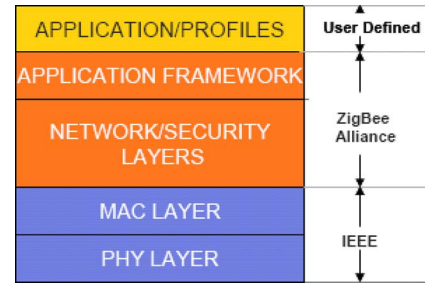 APPLICATION/PROFILES
User Defined
APPLICATION FRAMEWORK
NETWORK/SECURITY
LAYERS
ZigBee
Alliance
MAC LAYER
IEEE
PHY LAYER